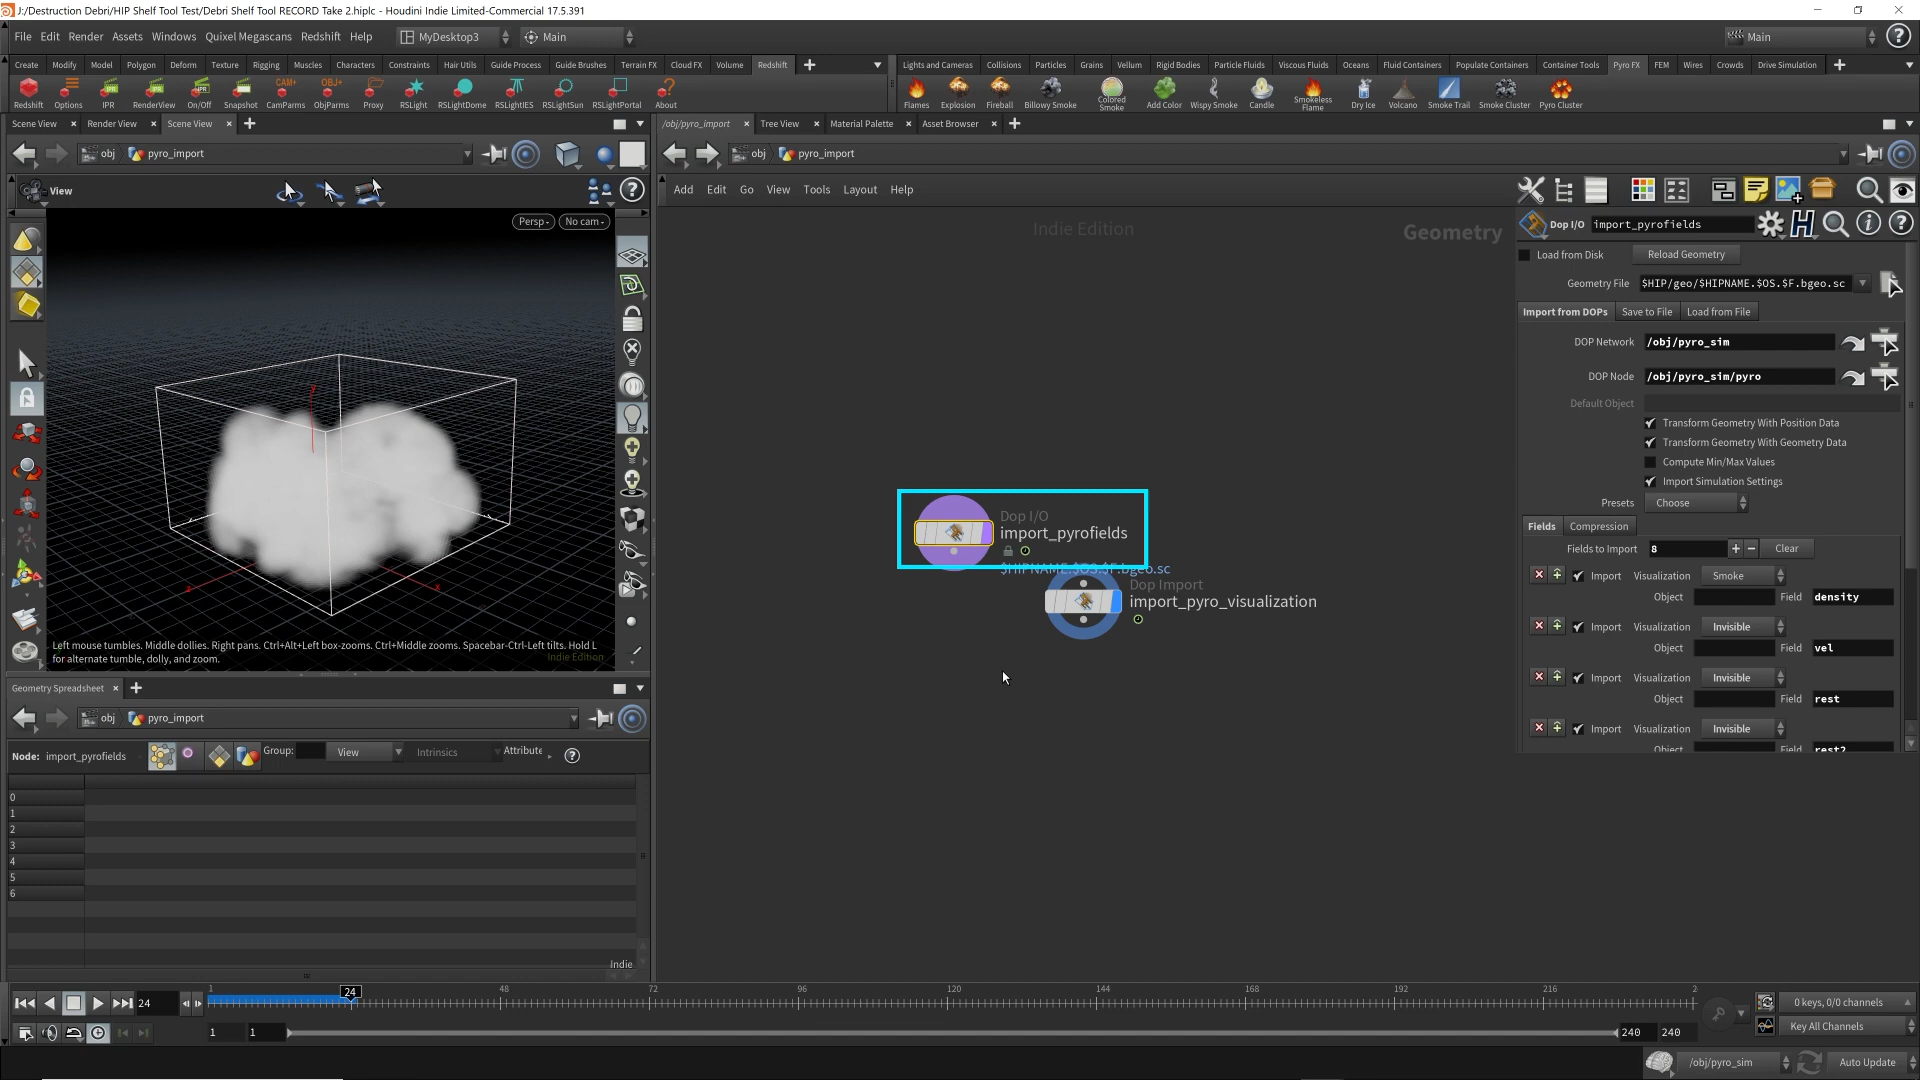 J:/Destruction Debri/HIP Shelf Tool Test/Debri Shelf Tool RECORD Take 2.hiplc - Houdini Indie Limited-Commercial 17.5.391
File Edit Render Assets Windows Quixel Megascans Redshift Help MyDesktop3 Main Main
Create Modify Model Polygon Deform Texture Rigging Muscles Characters Constraints Hair Utils Guide Process Guide Brushes Terrain FX Cloud FX Volume Redshift
Lights and Cameras Collisions Particles Grains Vellum Rigid Bodies Particle Fluids Viscous Fluids Oceans Fluid Containers Populate Containers Container Tools Pyro FX FEM Wires Crowds Drive Simulation
CAM+ OBJ+
IPR IPR
Redshift Options IPR RenderView On/Off Snapshot CamParms ObjParms Proxy RSLight RSLightDome RSLightIES RSLightSun RSLightPortal About
Flames Explosion Fireball Billowy Smoke Colored Smoke Add Color Wispy Smoke Candle Smokeless Flame Dry Ice Volcano Smoke Trail Smoke Cluster Pyro Cluster
Scene View Render View Scene View
/obj/pyro_import Tree View Material Palette Asset Browser
obj pyro_import
obj pyro_import
View
Add Edit Go View Tools Layout Help
Persp No cam
Indie Edition
Geometry
Dop I/O import_pyrofields
Load from Disk Reload Geometry
Geometry File $HIP/geo/$HIPNAME.$OS.$F.bgeo.sc
Import from DOPs Save to File Load from File
DOP Network /obj/pyro_sim
DOP Node /obj/pyro_sim/pyro
Default Object
Transform Geometry With Position Data
Transform Geometry With Geometry Data
Compute Min/Max Values
Import Simulation Settings
Presets Choose
Fields Compression
Fields to Import 8 Clear
Import Visualization Smoke
Object Field density
Import Visualization Invisible
Object Field vel
Import Visualization Invisible
Object Field rest
Import Visualization Invisible
Object Field rest2
Dop I/O
import_pyrofields
$HIPNAME.$OS.$F.bgeo.sc
Dop Import
import_pyro_visualization
y
x
z
Left mouse tumbles. Middle dollies. Right pans. Ctrl+Alt+Left box-zooms. Ctrl+Middle zooms. Spacebar-Ctrl-Left tilts. Hold L
for alternate tumble, dolly, and zoom.
Indie Edition
Geometry Spreadsheet
obj pyro_import
Node: import_pyrofields Group: View Intrinsics Attribute
0
1
2
3
4
5
6
Indie
24 1 24 48 72 96 120 144 168 192 216 2
0 keys, 0/0 channels
1 1 240 240
Key All Channels
/obj/pyro_sim Auto Update